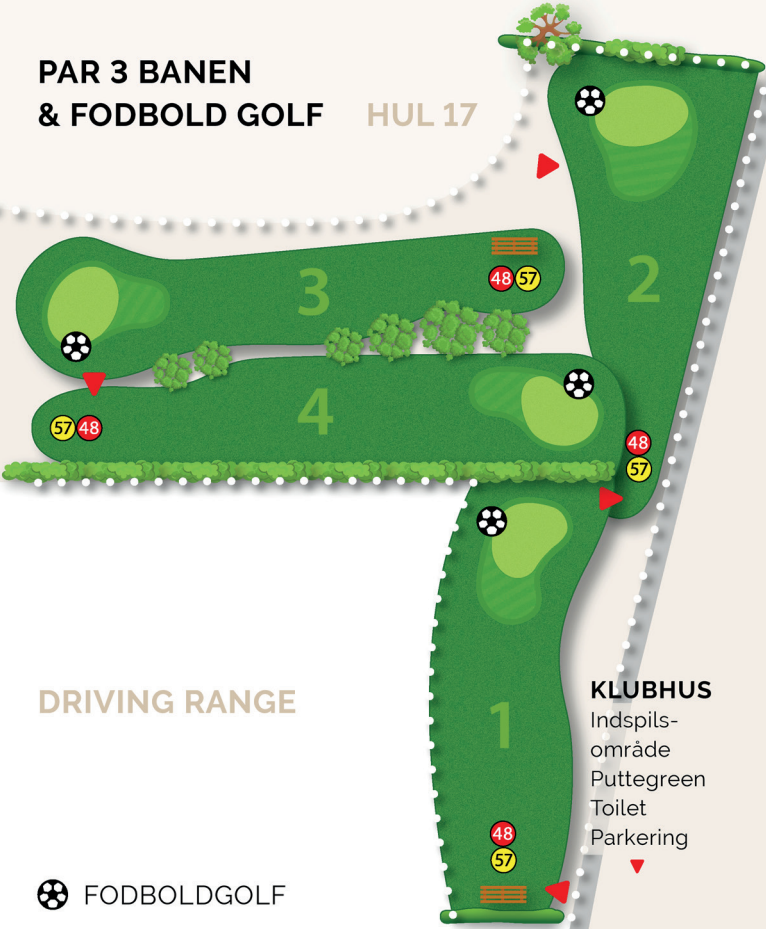 PAR 3 BANEN
& FODBOLD GOLF HUL 17
2
3
48 57
4
57 48
48
57
1
DRIVING RANGE
KLUBHUS
Indspils-
område
Puttegreen
Toilet
Parkering
48
57
FODBOLDGOLF